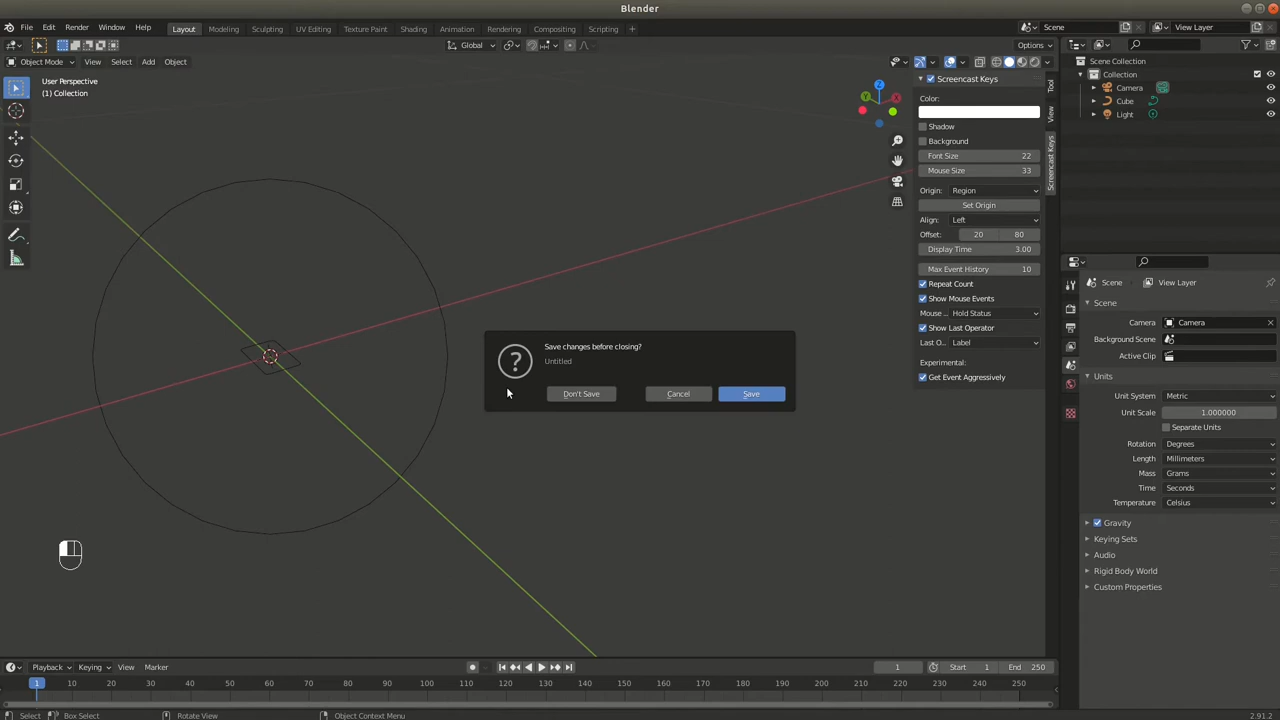 Blender
File Edit Render Window Help
Layout Modeling Sculpting UV Editing Texture Paint Shading Animation Rendering Compositing Scripting +
Scene
View Layer
Global
Options
Object Mode View Select Add Object
User Perspective
(1) Collection
Z
Y
X
Screencast Keys
Color:
Shadow
Background
Font Size 22
Mouse Size 33
Origin: Region
Set Origin
Align: Left
Offset: 20 80
Display Time 3.00
Max Event History 10
Repeat Count
Show Mouse Events
Mouse .. Hold Status
Show Last Operator
Last O.. Label
Experimental:
Get Event Aggressively
Tool
View
Screencast Keys
Scene Collection
Collection
Camera
Cube
Light
Scene View Layer
Scene
Camera Camera
Background Scene
Active Clip
Units
Unit System Metric
Unit Scale 1.000000
Separate Units
Rotation Degrees
Length Millimeters
Mass Grams
Time Seconds
Temperature Celsius
Gravity
Keying Sets
Audio
Rigid Body World
Custom Properties
Save changes before closing?
Untitled
Don't Save Cancel Save
Playback Keying View Marker
1 Start 1 End 250
1 10 20 30 40 50 60 70 80 90 100 110 120 130 140 150 160 170 180 190 200 210 220 230 240 250
Select Box Select Rotate View Object Context Menu 2.91.2